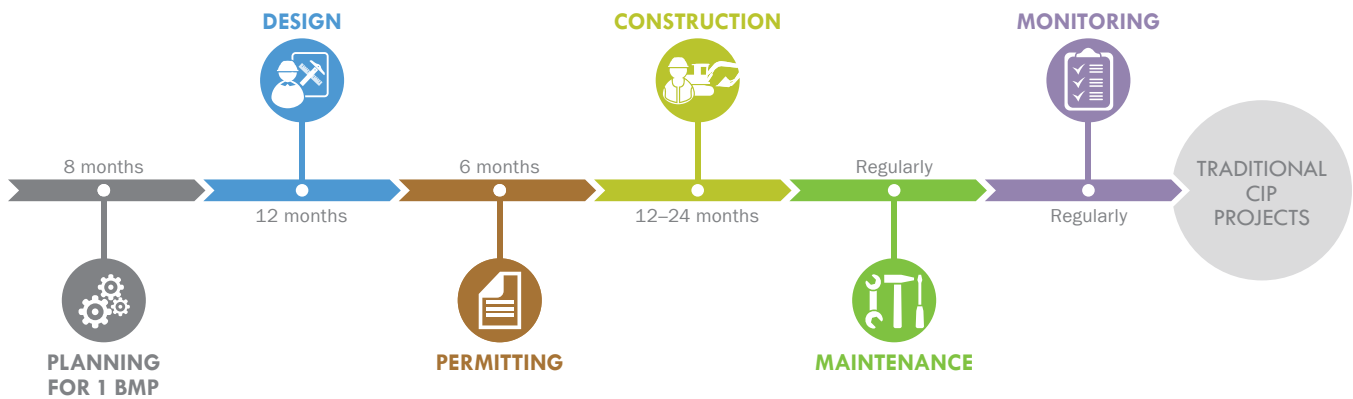 DESIGN
CONSTRUCTION
MONITORING
8 months
6 months
Regularly
12 months
12–24 months
Regularly
TRADITIONAL
CIP
PROJECTS
PLANNING
FOR 1 BMP
PERMITTING
MAINTENANCE